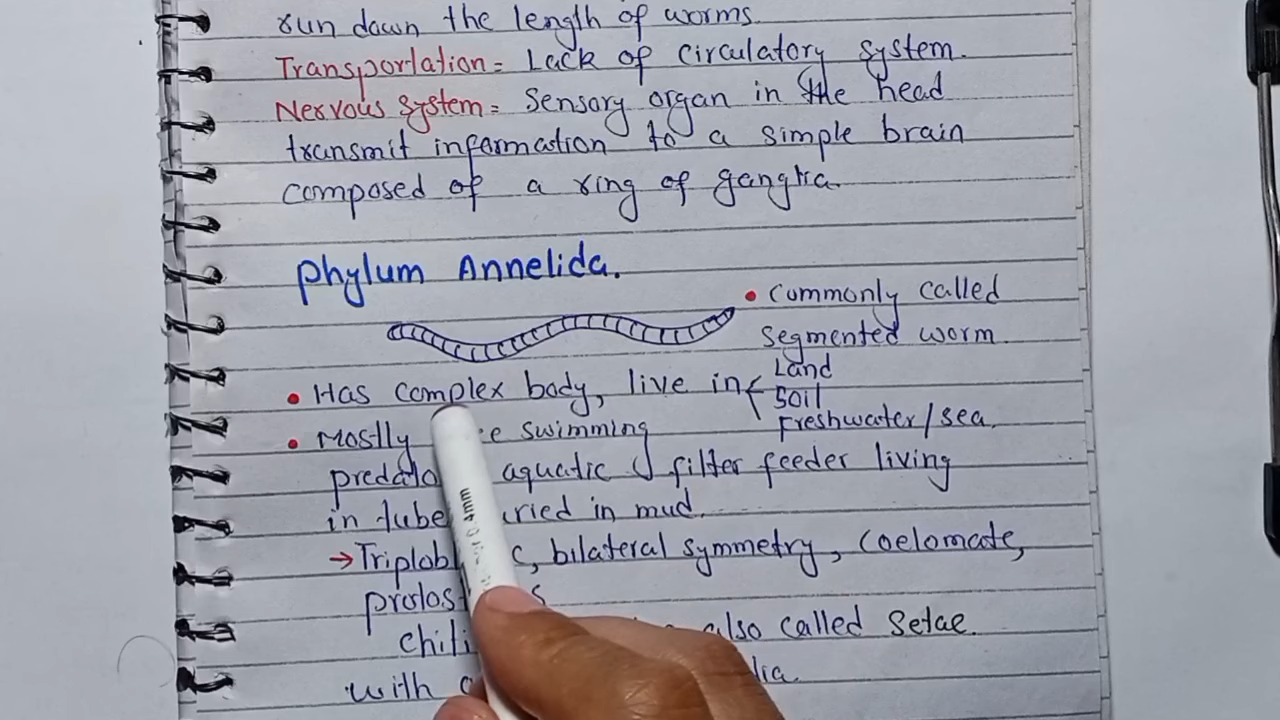 run down the length of worms.
Transportation = Lack of circulatory system.
Nervous system = Sensory organ in the head
transmit information to a simple brain
composed of a ring of ganglia.
Phylum Annelida.
• Commonly called
segmented worm.
• Has complex body, live in
Land
Soil
Freshwater/sea.
• Mostly swimming
aquatic filter feeder living
in tube in mud.
→ bilateral symmetry, coelomate,
also called setae.
with
4mm